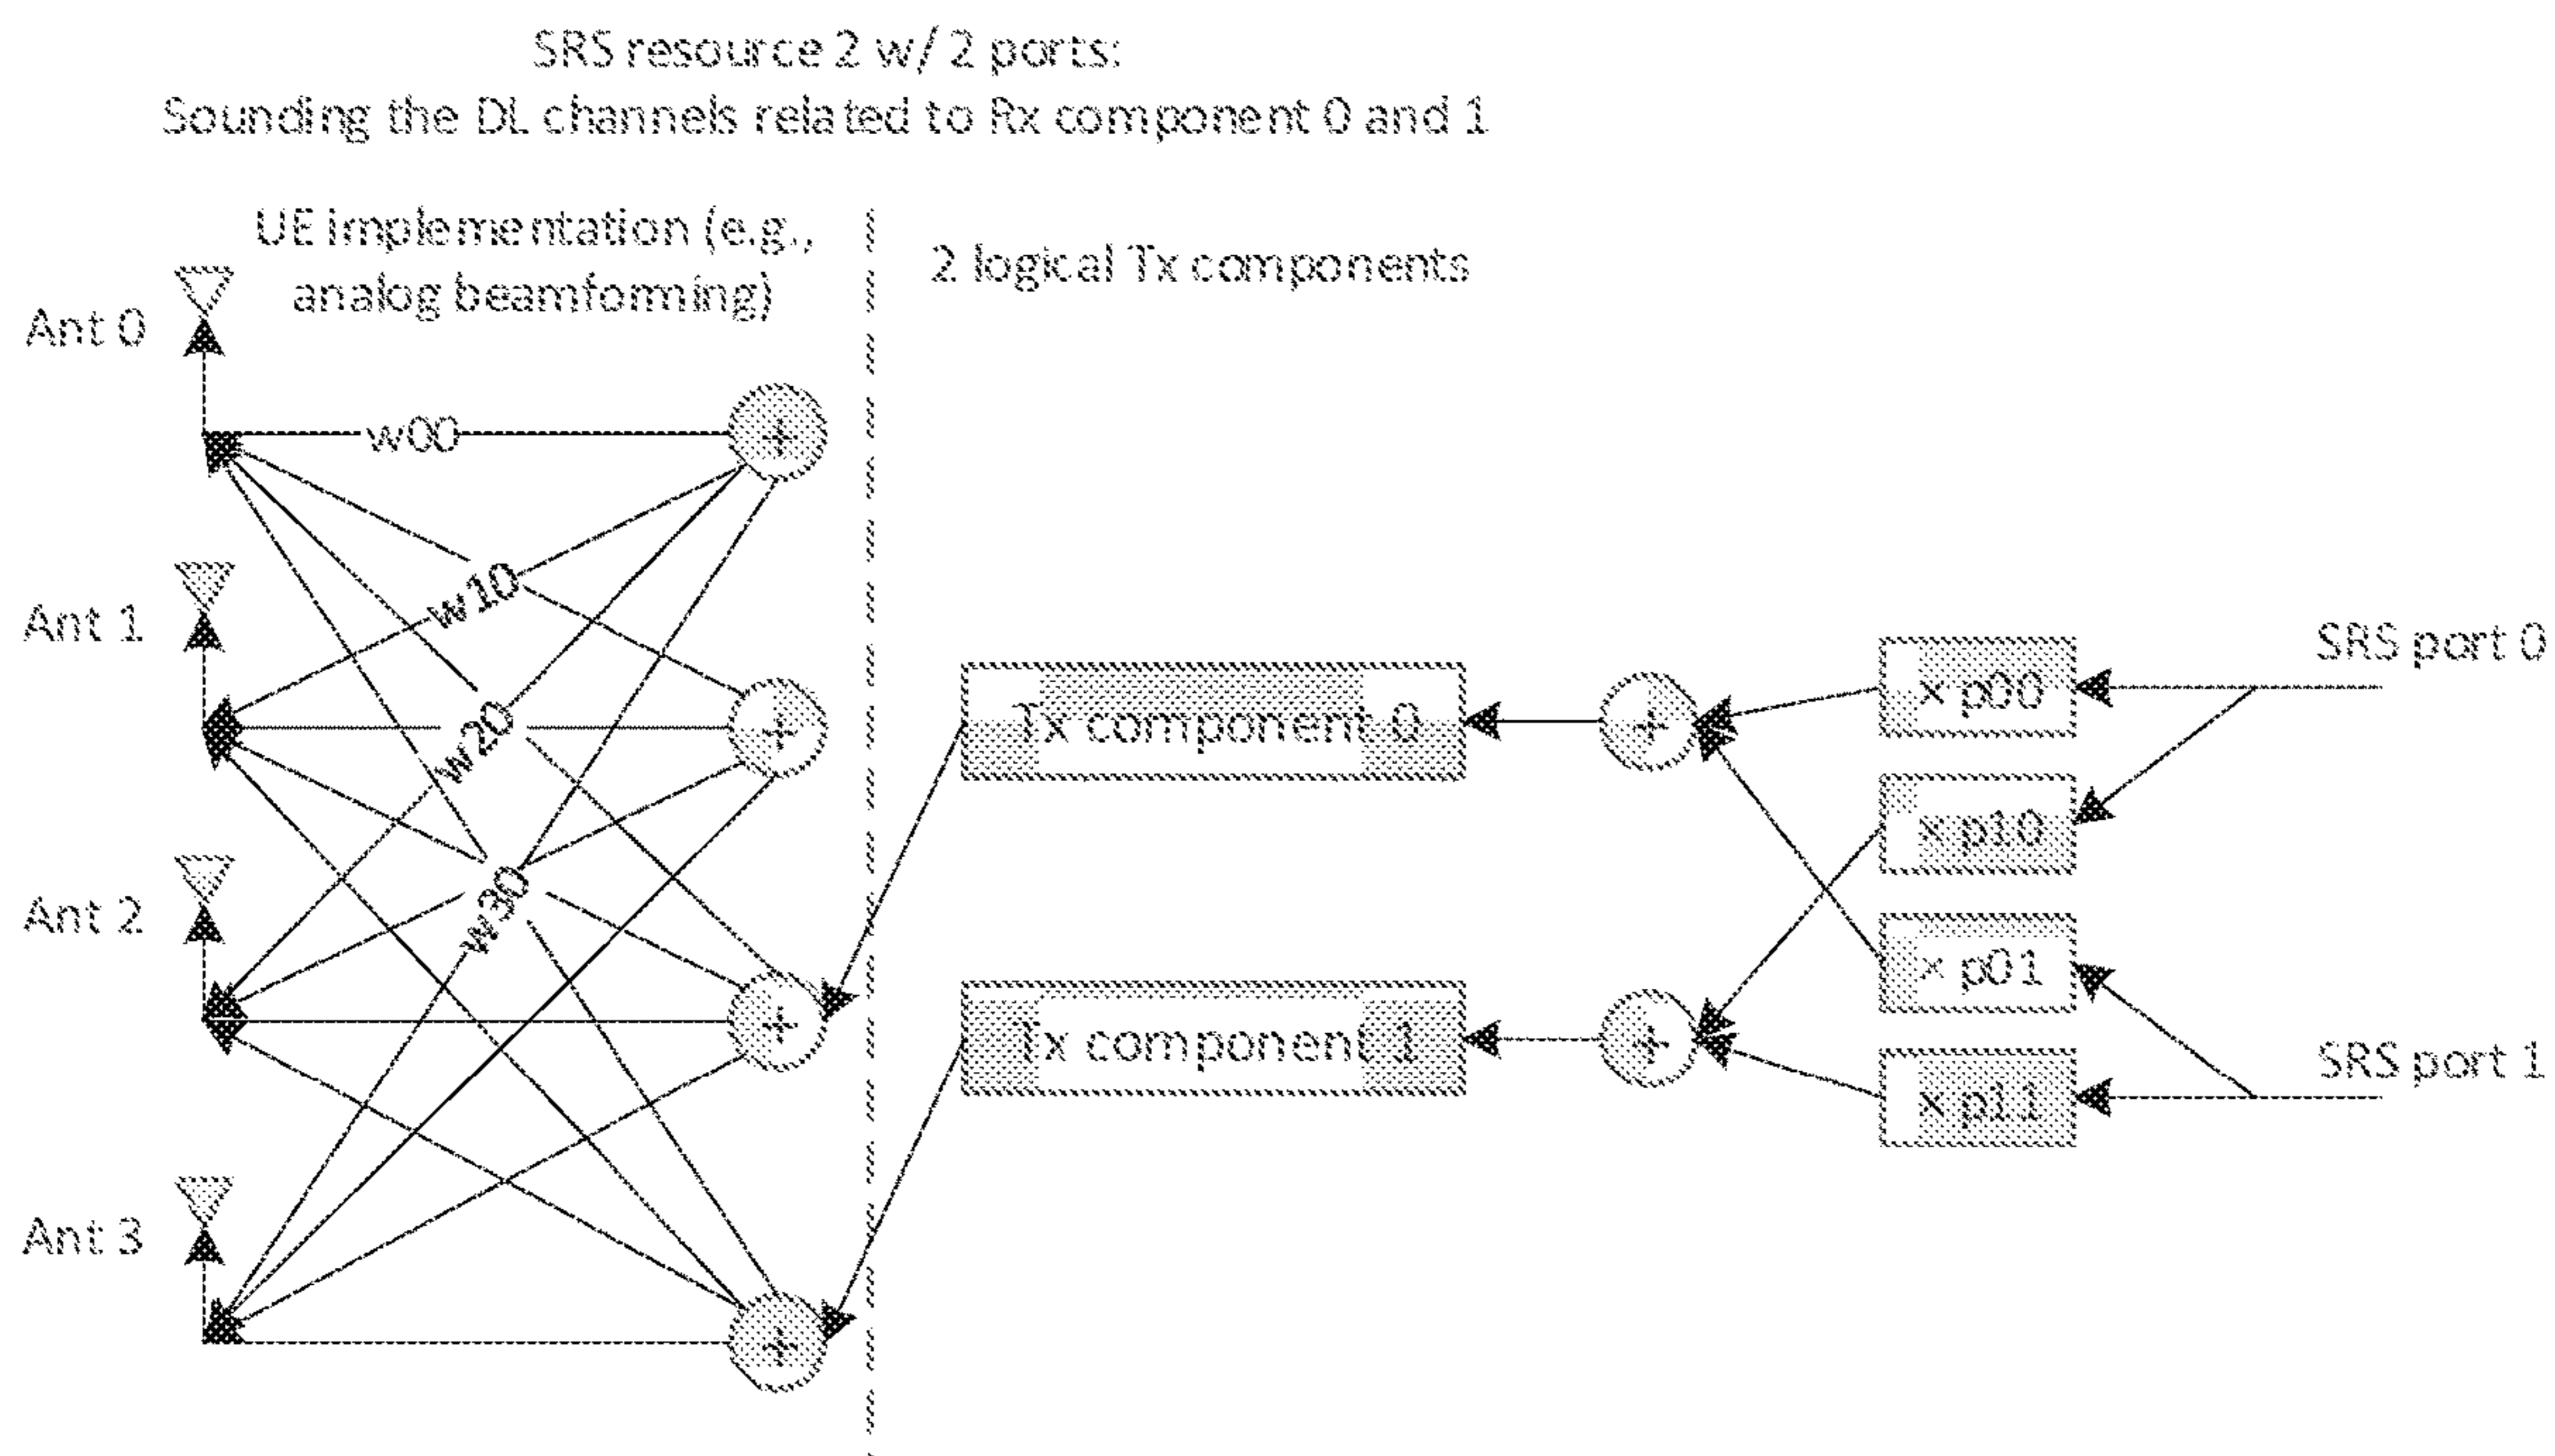 SRS resource 2 w/ 2 ports:
Sounding the DL channels related to Rx component 0 and 1
UE implementation (e.g.,
analog beamforming)
2 logical Tx components
Ant 0
w00
+
w10
Ant 1
SRS port 0
× p00
w20
+
Tx component 0
+
× p10
w30
Ant 2
× p01
+
Tx component 1
+
SRS port 1
× p11
Ant 3
+